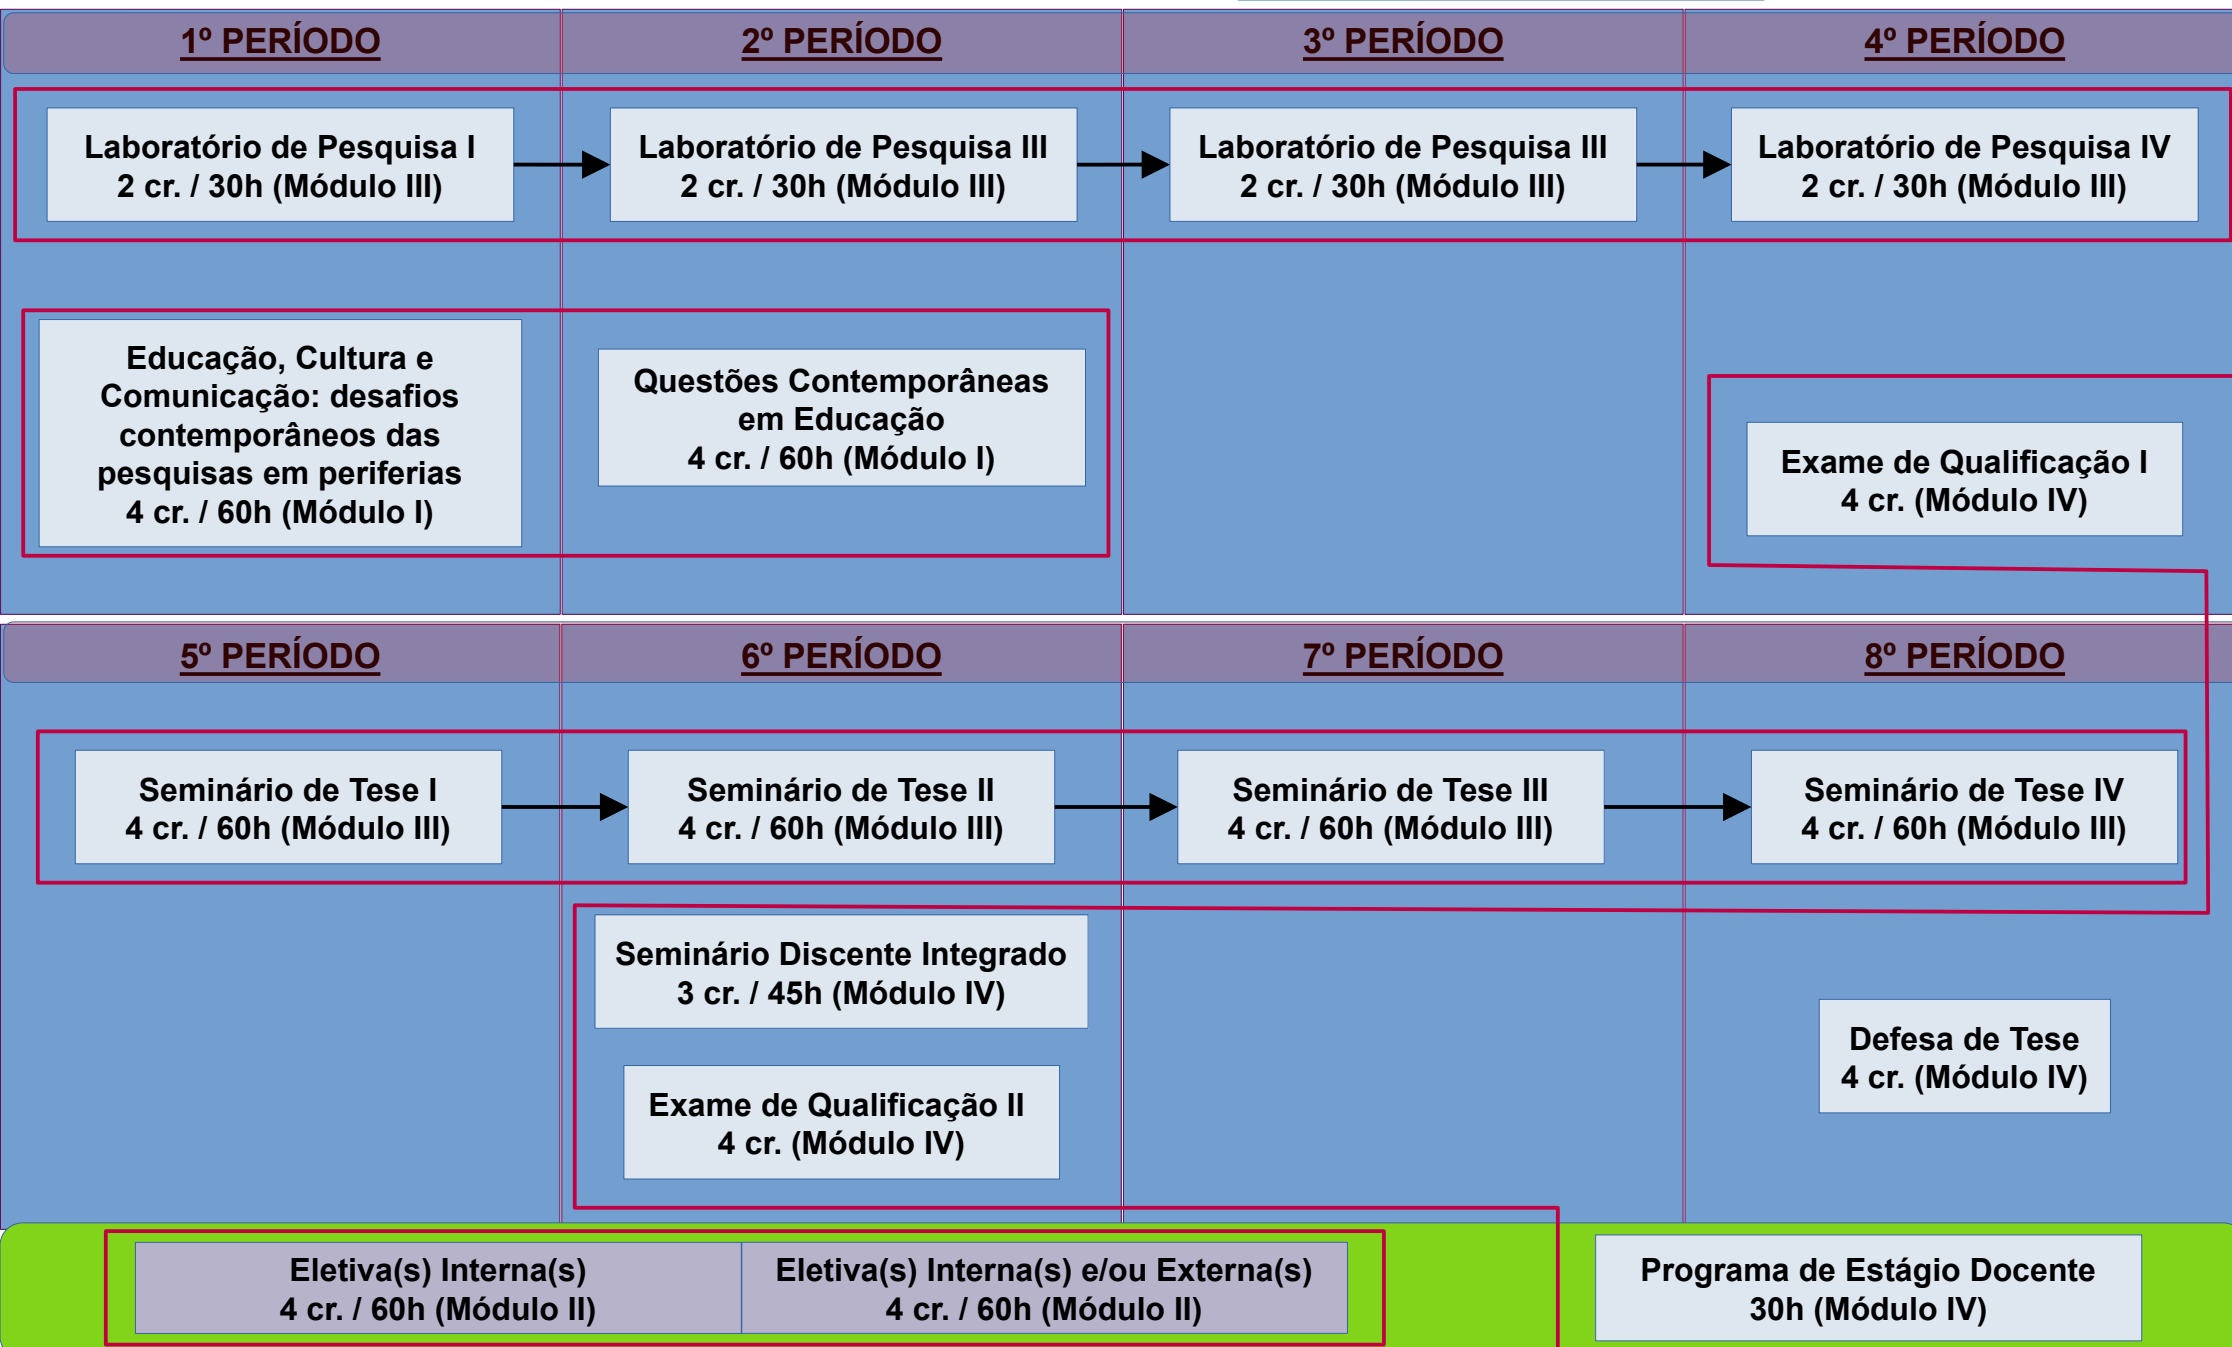 1º PERÍODO
2º PERÍODO
3º PERÍODO
4º PERÍODO
Laboratório de Pesquisa I
2 cr. / 30h (Módulo III)
Laboratório de Pesquisa III
2 cr. / 30h (Módulo III)
Laboratório de Pesquisa III
2 cr. / 30h (Módulo III)
Laboratório de Pesquisa IV
2 cr. / 30h (Módulo III)
Educação, Cultura e
Comunicação: desafios
contemporâneos das
pesquisas em periferias
4 cr. / 60h (Módulo I)
Questões Contemporâneas
em Educação
4 cr. / 60h (Módulo I)
Exame de Qualificação I
4 cr. (Módulo IV)
5º PERÍODO
6º PERÍODO
7º PERÍODO
8º PERÍODO
Seminário de Tese I
4 cr. / 60h (Módulo III)
Seminário de Tese II
4 cr. / 60h (Módulo III)
Seminário de Tese III
4 cr. / 60h (Módulo III)
Seminário de Tese IV
4 cr. / 60h (Módulo III)
Seminário Discente Integrado
3 cr. / 45h (Módulo IV)
Exame de Qualificação II
4 cr. (Módulo IV)
Defesa de Tese
4 cr. (Módulo IV)
Eletiva(s) Interna(s)
4 cr. / 60h (Módulo II)
Eletiva(s) Interna(s) e/ou Externa(s)
4 cr. / 60h (Módulo II)
Programa de Estágio Docente
30h (Módulo IV)